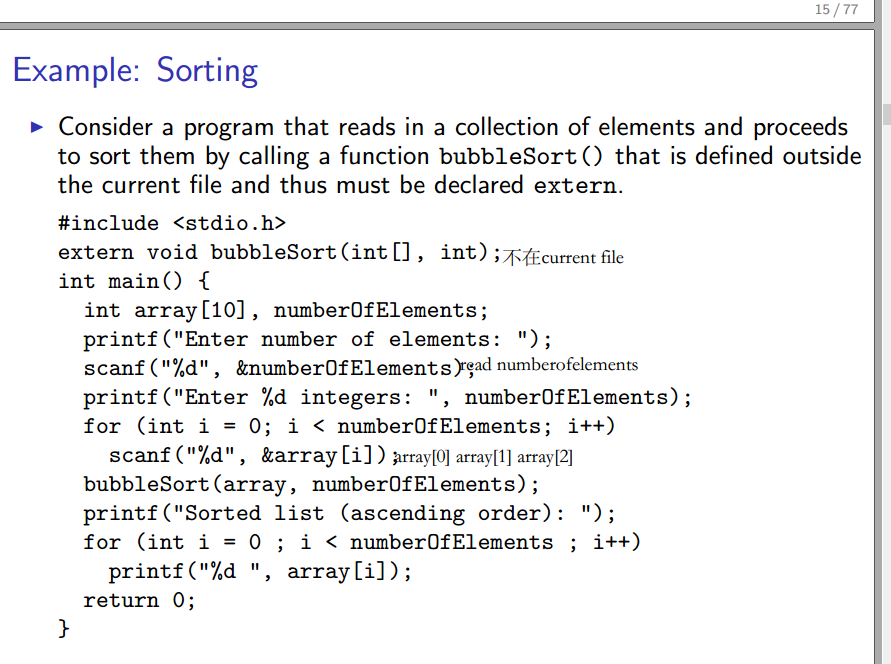 15 / 77
Example: Sorting
▶ Consider a program that reads in a collection of elements and proceeds
to sort them by calling a function bubbleSort() that is defined outside
the current file and thus must be declared extern.
#include <stdio.h>
extern void bubbleSort(int[], int);不在current file
int main() {
int array[10], numberOfElements;
printf("Enter number of elements: ");
scanf("%d", &numberOfElements);read numberofelements
printf("Enter %d integers: ", numberOfElements);
for (int i = 0; i < numberOfElements; i++)
scanf("%d", &array[i]);array[0] array[1] array[2]
bubbleSort(array, numberOfElements);
printf("Sorted list (ascending order): ");
for (int i = 0 ; i < numberOfElements ; i++)
printf("%d ", array[i]);
return 0;
}